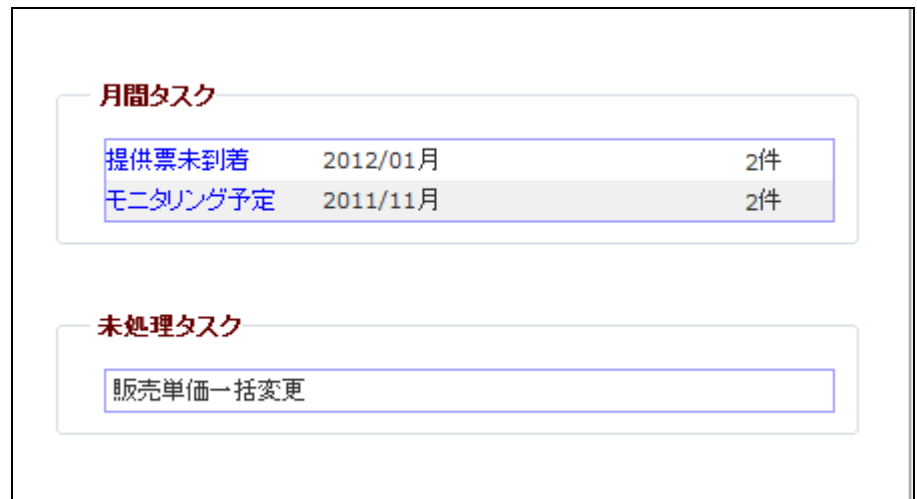 月間タスク
提供票未到着 2012/01月 2件
モニタリング予定 2011/11月 2件
未処理タスク
販売単価一括変更